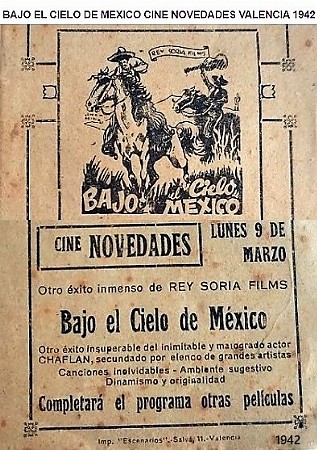 BAJO EL CIELO DE MEXICO CINE NOVEDADES VALENCIA 1942
REY SORIA FILMS
BAJO el Cielo
de MÉXICO
CINE NOVEDADES
LUNES 9 DE
MARZO
Otro éxito inmenso de REY SORIA FILMS
Bajo el Cielo de México
Otro éxito insuperable del inimitable y malogrado actor
CHAFLAN, secundado por elenco de grandes artistas
Canciones inolvidables - Ambiente sugestivo
Dinamismo y originalidad
Completará el programa otras películas
Imp. "Escenarios".-Salvá, 11.-Valencia
1942